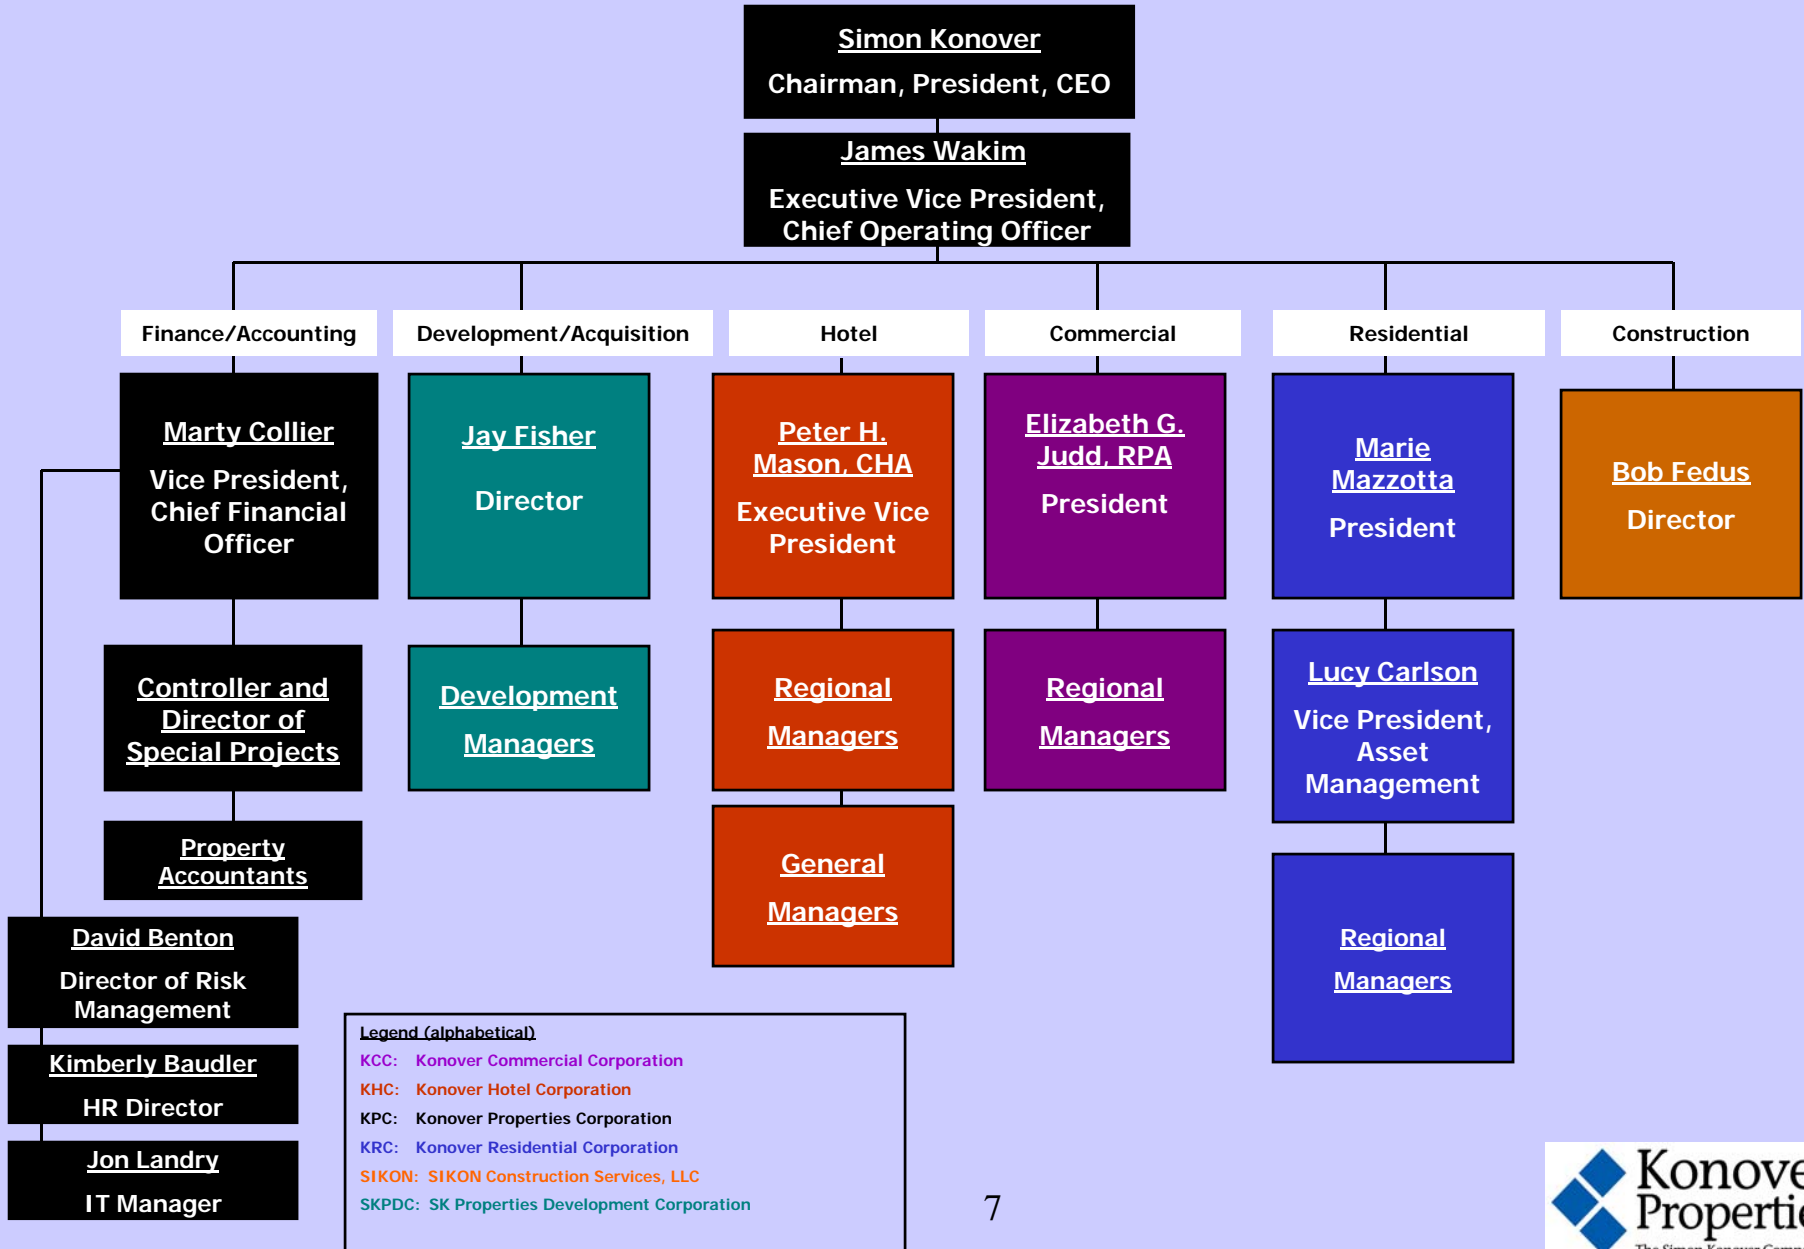 Simon Konover
Chairman, President, CEO
James Wakim
Executive Vice President,
Chief Operating Officer
Finance/Accounting
Development/Acquisition
Hotel
Commercial
Residential
Construction
Marty Collier
Vice President,
Chief Financial
Officer
Jay Fisher
Director
Peter H.
Mason, CHA
Executive Vice
President
Elizabeth G.
Judd, RPA
President
Marie
Mazzotta
President
Bob Fedus
Director
Controller and
Director of
Special Projects
Development
Managers
Regional
Managers
Regional
Managers
Lucy Carlson
Vice President,
Asset
Management
Property
Accountants
General
Managers
Regional
Managers
David Benton
Director of Risk
Management
Kimberly Baudler
HR Director
Jon Landry
IT Manager
Legend (alphabetical)
KCC: Konover Commercial Corporation
KHC: Konover Hotel Corporation
KPC: Konover Properties Corporation
KRC: Konover Residential Corporation
SIKON: SIKON Construction Services, LLC
SKPDC: SK Properties Development Corporation
7
Konove
Propertie
The Simon Konover